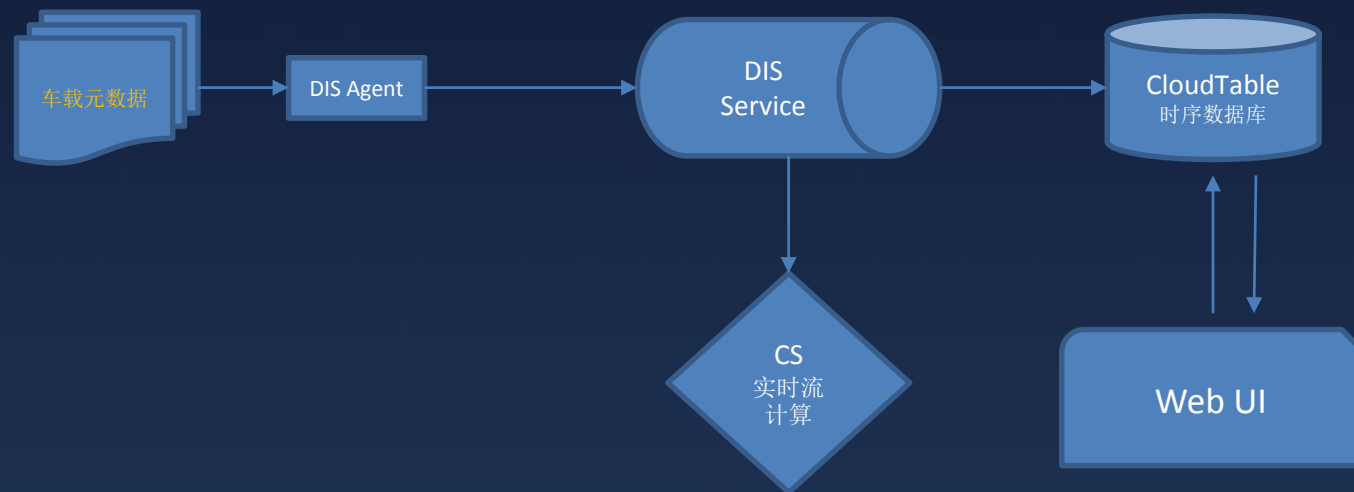 车载元数据
DIS Agent
DIS
Service
CloudTable
时序数据库
CS
实时流
计算
Web UI